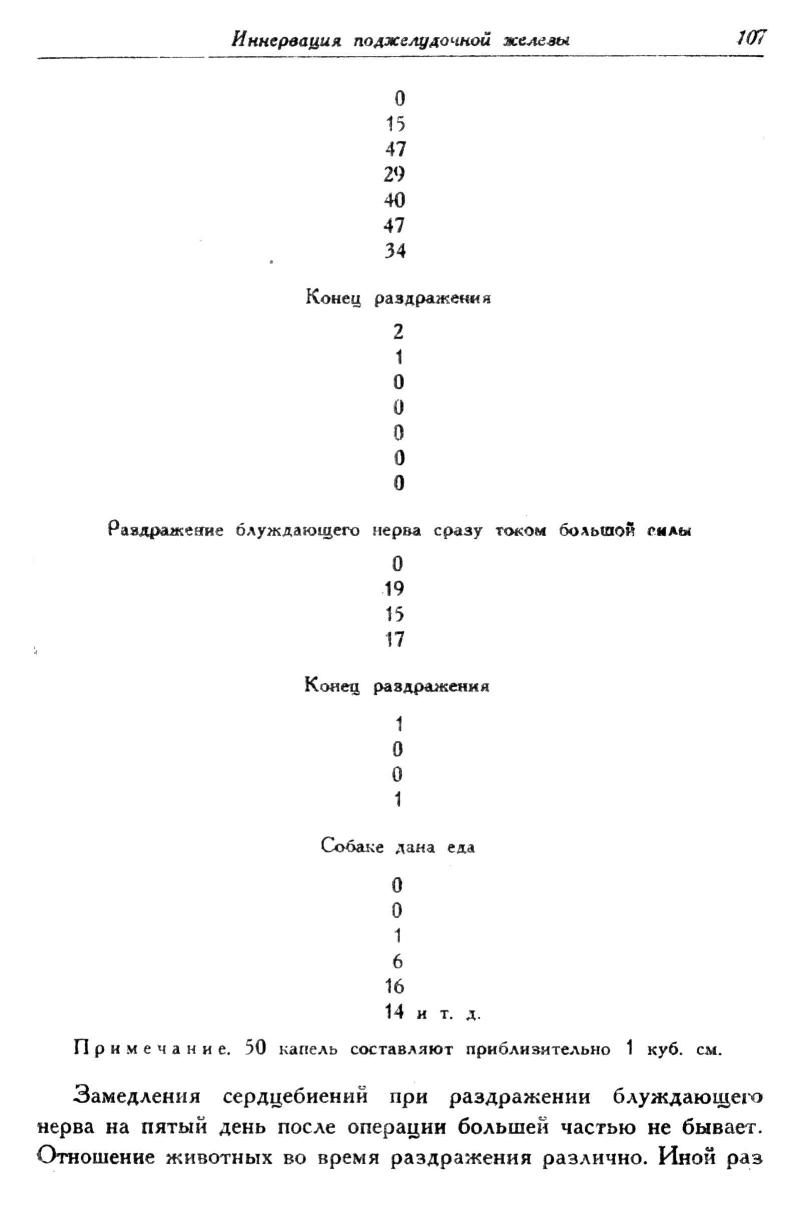 Иннервация поджелудочной железы 107
0
15
47
29
40
47
34
Конец раздражения
2
1
0
0
0
0
0
Раздражение блуждающего нерва сразу током большой силы
0
19
15
17
Конец раздражения
1
0
0
1
Собаке дана еда
0
0
1
6
16
14 и т. д.
Примечание. 50 капель составляют приблизительно 1 куб. см.
Замедления сердцебиений при раздражении блуждающего
нерва на пятый день после операции большей частью не бывает.
Отношение животных во время раздражения различно. Иной раз